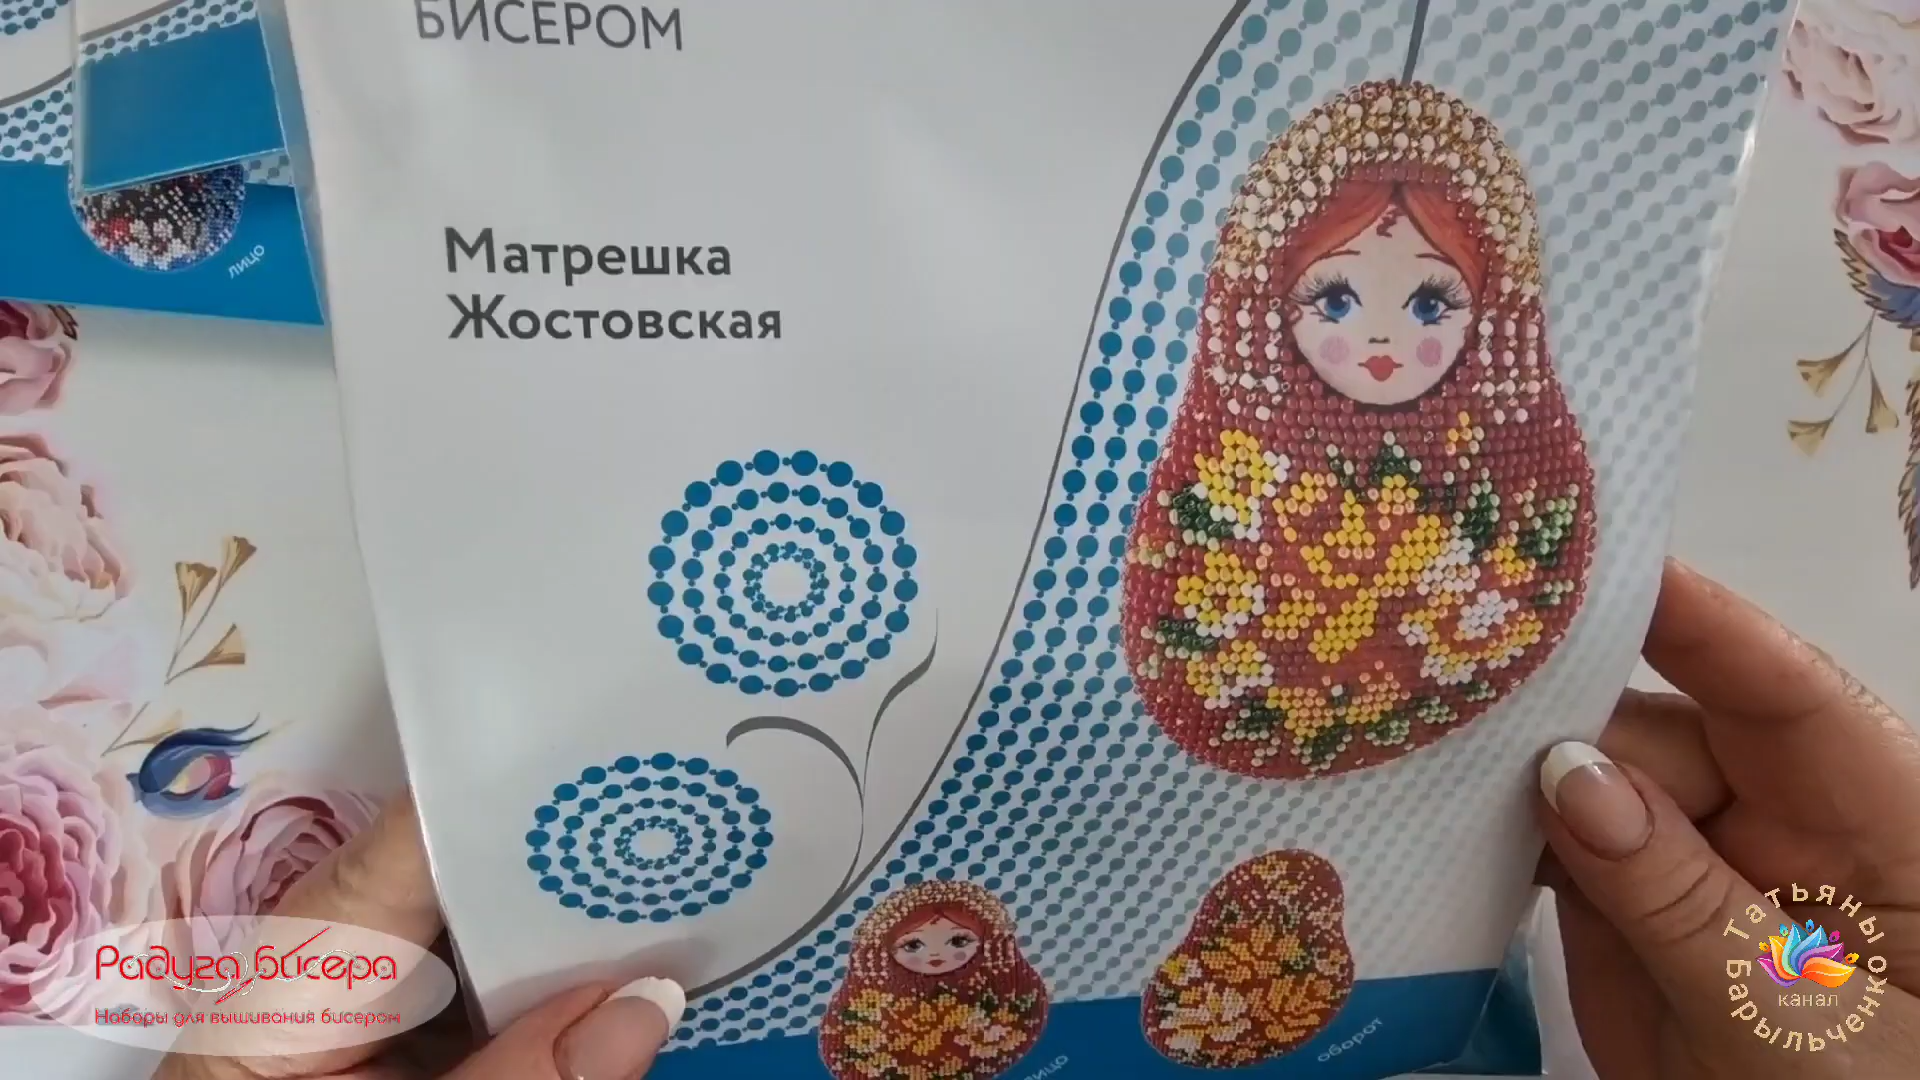 БИСЕРОМ
Матрешка
Жостовская
лицо
лицо
оборот
Радуга бисера
Наборы для вышивания бисером
Татьяны
канал
Барыльченко